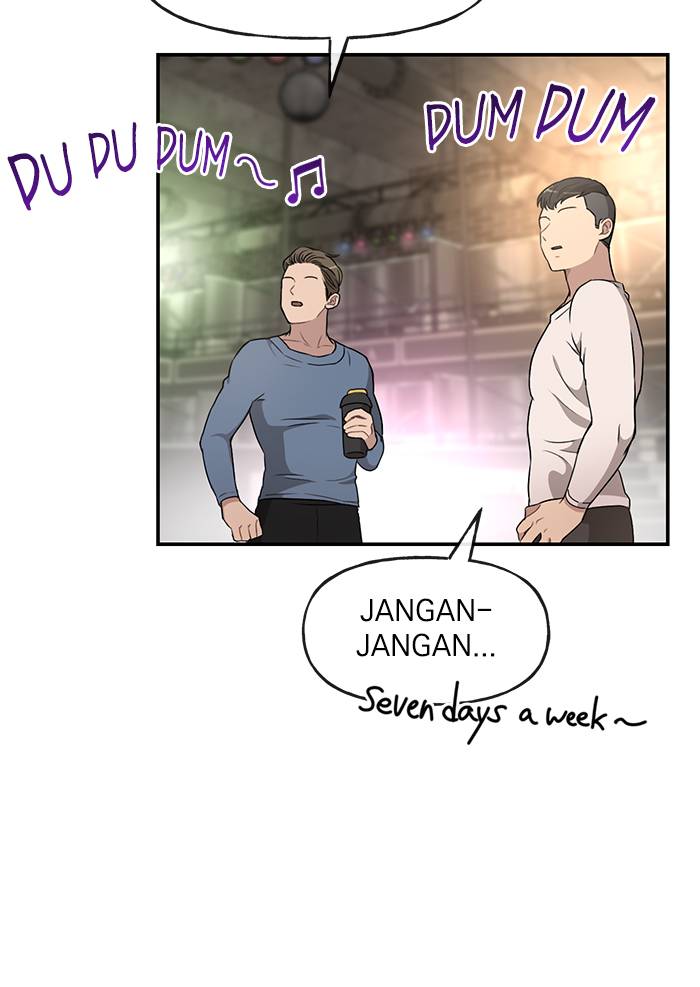 DU DU DUM~♫
DUM DUM
JANGAN-
JANGAN...
Seven days a week~